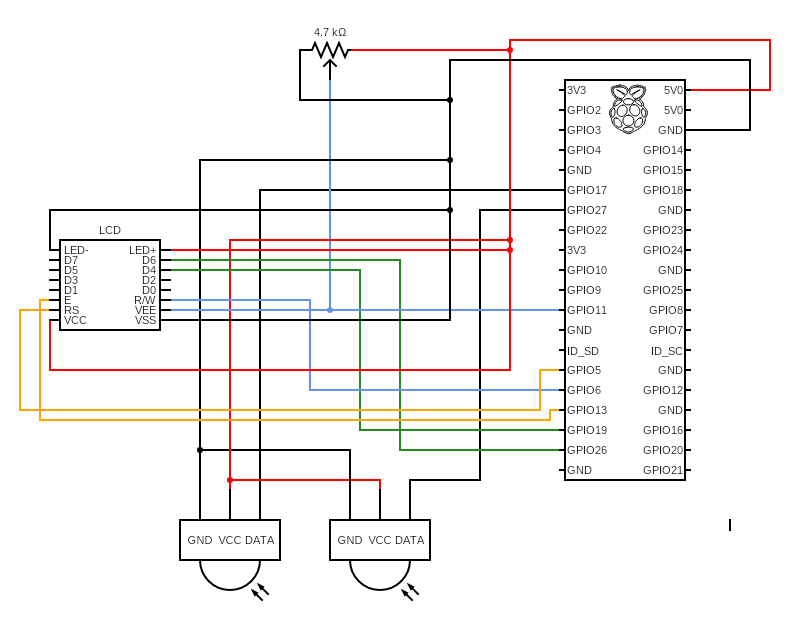 4.7 kΩ
3V3 5V0
GPIO2 5V0
GPIO3 GND
GPIO4 GPIO14
GND GPIO15
GPIO17 GPIO18
GPIO27 GND
GPIO22 GPIO23
3V3 GPIO24
GPIO10 GND
GPIO9 GPIO25
GPIO11 GPIO8
GND GPIO7
ID_SD ID_SC
GPIO5 GND
GPIO6 GPIO12
GPIO13 GND
GPIO19 GPIO16
GPIO26 GPIO20
GND GPIO21
LCD
LED- LED+
D7 D6
D5 D4
D3 D2
D1 D0
E R/W
RS VEE
VCC VSS
GND VCC DATA
GND VCC DATA